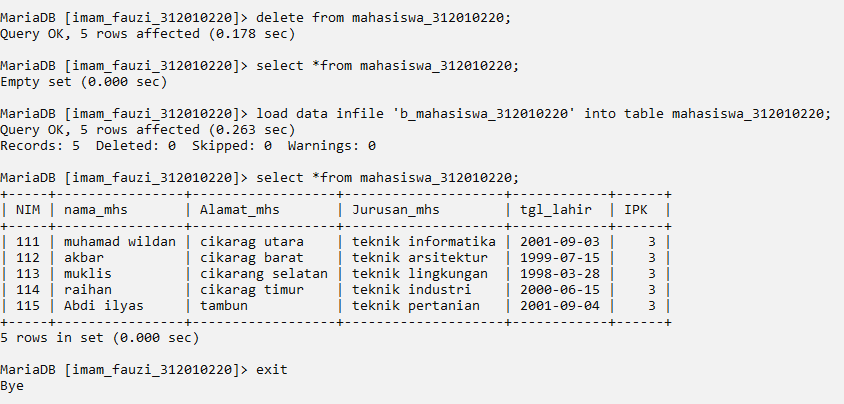 MariaDB [imam_fauzi_312010220]> delete from mahasiswa_312010220;
Query OK, 5 rows affected (0.178 sec)
MariaDB [imam_fauzi_312010220]> select *from mahasiswa_312010220;
Empty set (0.000 sec)
MariaDB [imam_fauzi_312010220]> load data infile 'b_mahasiswa_312010220' into table mahasiswa_312010220;
Query OK, 5 rows affected (0.263 sec)
Records: 5  Deleted: 0  Skipped: 0  Warnings: 0
MariaDB [imam_fauzi_312010220]> select *from mahasiswa_312010220;
+-----+----------------+------------------+--------------------+------------+------+
| NIM | nama_mhs       | Alamat_mhs       | Jurusan_mhs        | tgl_lahir  | IPK  |
+-----+----------------+------------------+--------------------+------------+------+
| 111 | muhamad wildan | cikarag utara    | teknik informatika | 2001-09-03 |    3 |
| 112 | akbar          | cikarag barat    | teknik arsitektur  | 1999-07-15 |    3 |
| 113 | muklis         | cikarang selatan | teknik lingkungan  | 1998-03-28 |    3 |
| 114 | raihan         | cikarag timur    | teknik industri    | 2000-06-15 |    3 |
| 115 | Abdi ilyas     | tambun           | teknik pertanian   | 2001-09-04 |    3 |
+-----+----------------+------------------+--------------------+------------+------+
5 rows in set (0.000 sec)
MariaDB [imam_fauzi_312010220]> exit
Bye